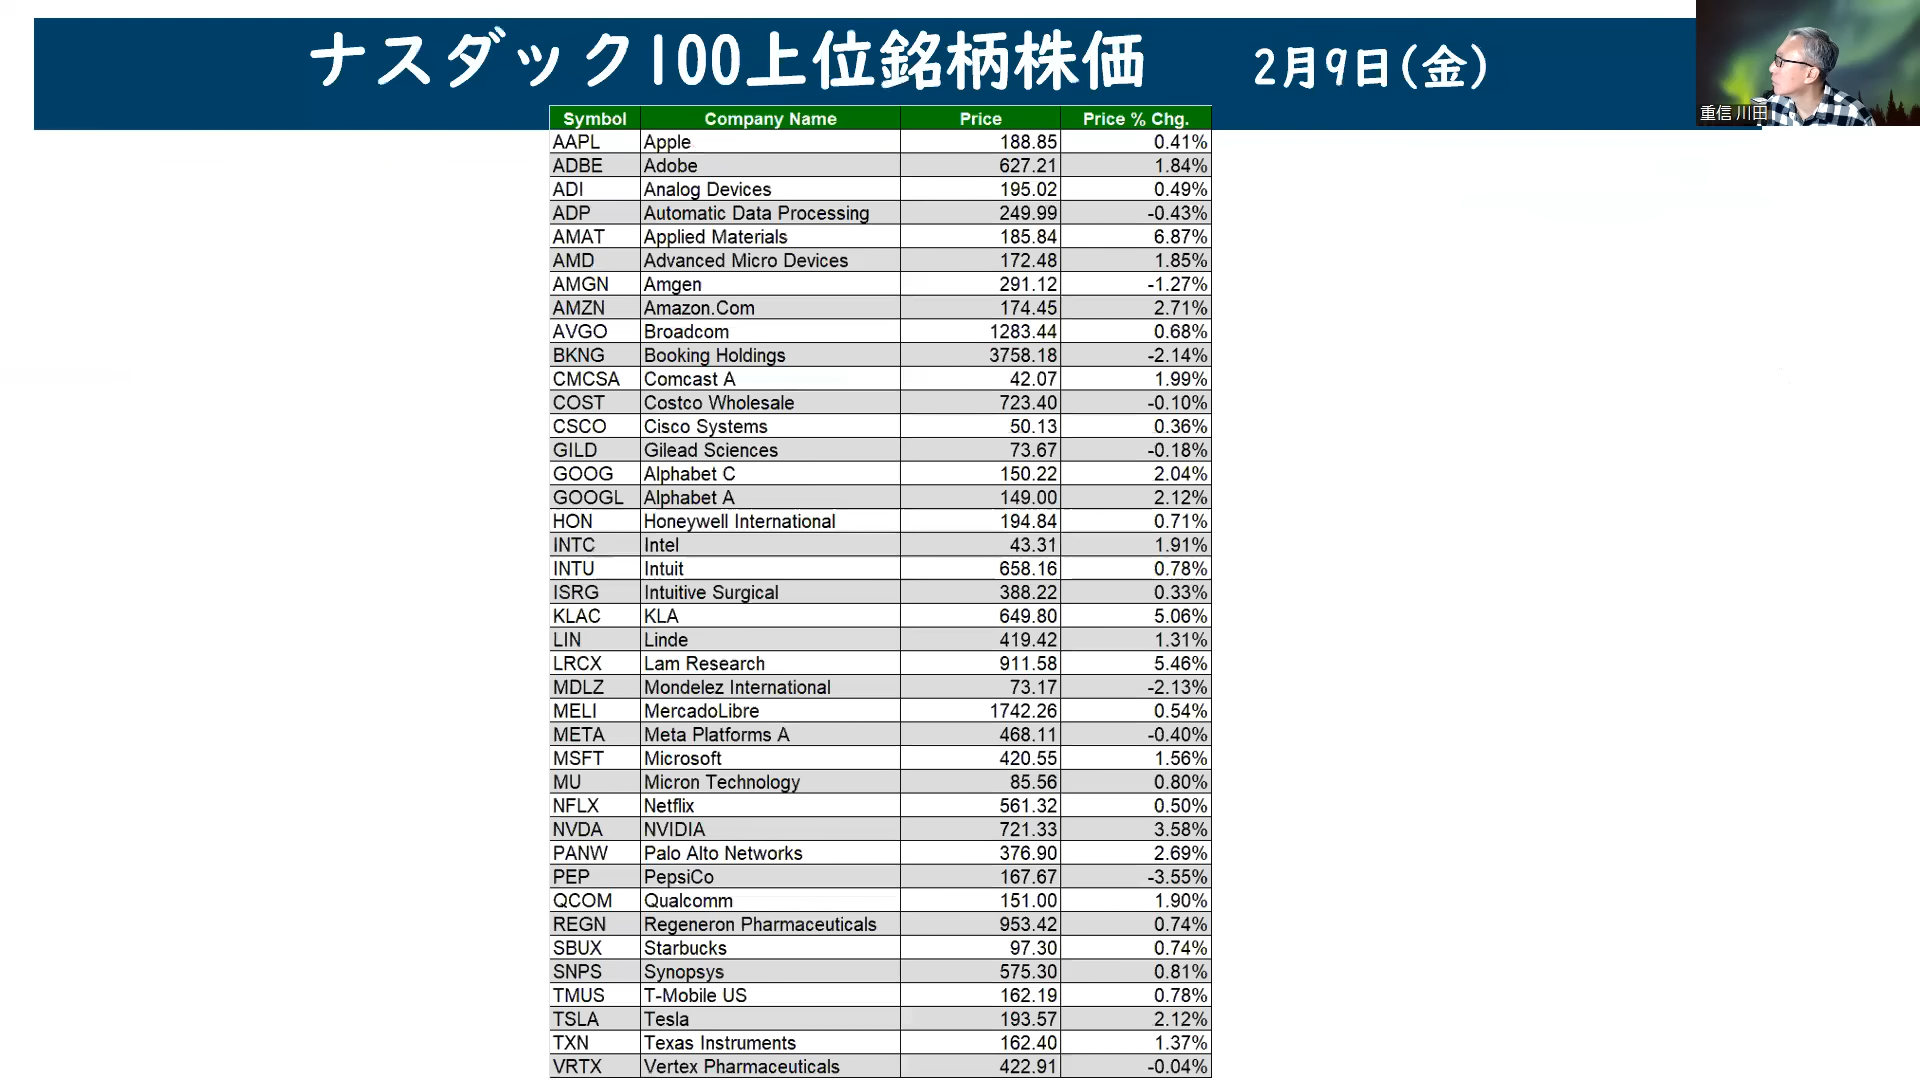 ナスダック100上位銘柄株価 2月9日(金)
重信 川田
Symbol Company Name Price Price % Chg.
AAPL Apple 188.85 0.41%
ADBE Adobe 627.21 1.84%
ADI Analog Devices 195.02 0.49%
ADP Automatic Data Processing 249.99 -0.43%
AMAT Applied Materials 185.84 6.87%
AMD Advanced Micro Devices 172.48 1.85%
AMGN Amgen 291.12 -1.27%
AMZN Amazon.Com 174.45 2.71%
AVGO Broadcom 1283.44 0.68%
BKNG Booking Holdings 3758.18 -2.14%
CMCSA Comcast A 42.07 1.99%
COST Costco Wholesale 723.40 -0.10%
CSCO Cisco Systems 50.13 0.36%
GILD Gilead Sciences 73.67 -0.18%
GOOG Alphabet C 150.22 2.04%
GOOGL Alphabet A 149.00 2.12%
HON Honeywell International 194.84 0.71%
INTC Intel 43.31 1.91%
INTU Intuit 658.16 0.78%
ISRG Intuitive Surgical 388.22 0.33%
KLAC KLA 649.80 5.06%
LIN Linde 419.42 1.31%
LRCX Lam Research 911.58 5.46%
MDLZ Mondelez International 73.17 -2.13%
MELI MercadoLibre 1742.26 0.54%
META Meta Platforms A 468.11 -0.40%
MSFT Microsoft 420.55 1.56%
MU Micron Technology 85.56 0.80%
NFLX Netflix 561.32 0.50%
NVDA NVIDIA 721.33 3.58%
PANW Palo Alto Networks 376.90 2.69%
PEP PepsiCo 167.67 -3.55%
QCOM Qualcomm 151.00 1.90%
REGN Regeneron Pharmaceuticals 953.42 0.74%
SBUX Starbucks 97.30 0.74%
SNPS Synopsys 575.30 0.81%
TMUS T-Mobile US 162.19 0.78%
TSLA Tesla 193.57 2.12%
TXN Texas Instruments 162.40 1.37%
VRTX Vertex Pharmaceuticals 422.91 -0.04%